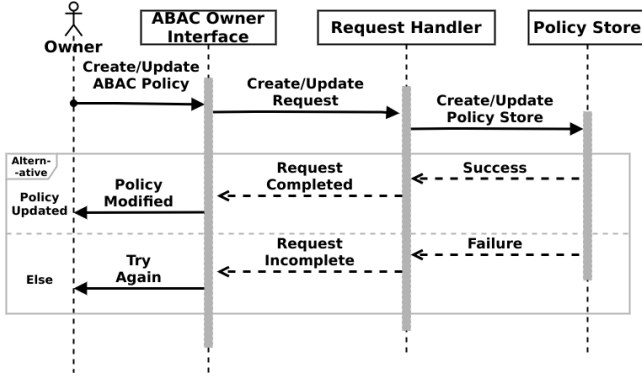 Owner
ABAC Owner
Interface
Request Handler
Policy Store
Create/Update
ABAC Policy
Create/Update
Request
Create/Update
Policy Store
Altern-
-ative
Policy
Updated
Policy
Modified
Request
Completed
Success
Else
Try
Again
Request
Incomplete
Failure